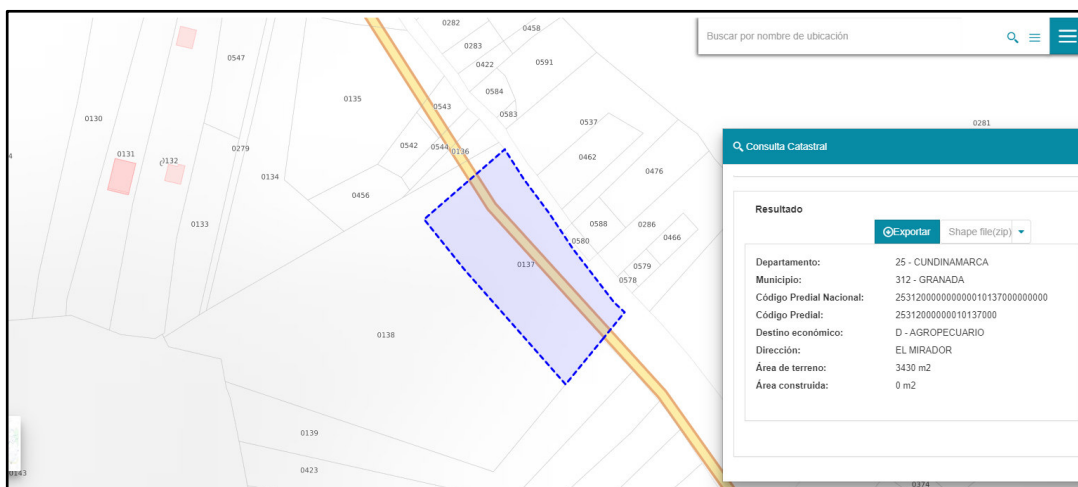 0282
0458
Buscar por nombre de ubicación
0283
0547
0422
0591
0135
0584
0543
0583
0130
0537
0281
0542
0544
0136
Consulta Catastral
0131
0132
0279
0462
0134
0476
0456
Resultado
0133
0588
0286
Exportar
Shape file(zip)
0580
0466
0137
0579
0578
Departamento: 25 - CUNDINAMARCA
Municipio: 312 - GRANADA
Código Predial Nacional: 253120000000000010137000000000
Código Predial: 25312000000010137000
Destino económico: D - AGROPECUARIO
Dirección: EL MIRADOR
Área de terreno: 3430 m2
Área construida: 0 m2
0138
0139
0423
0143
0374